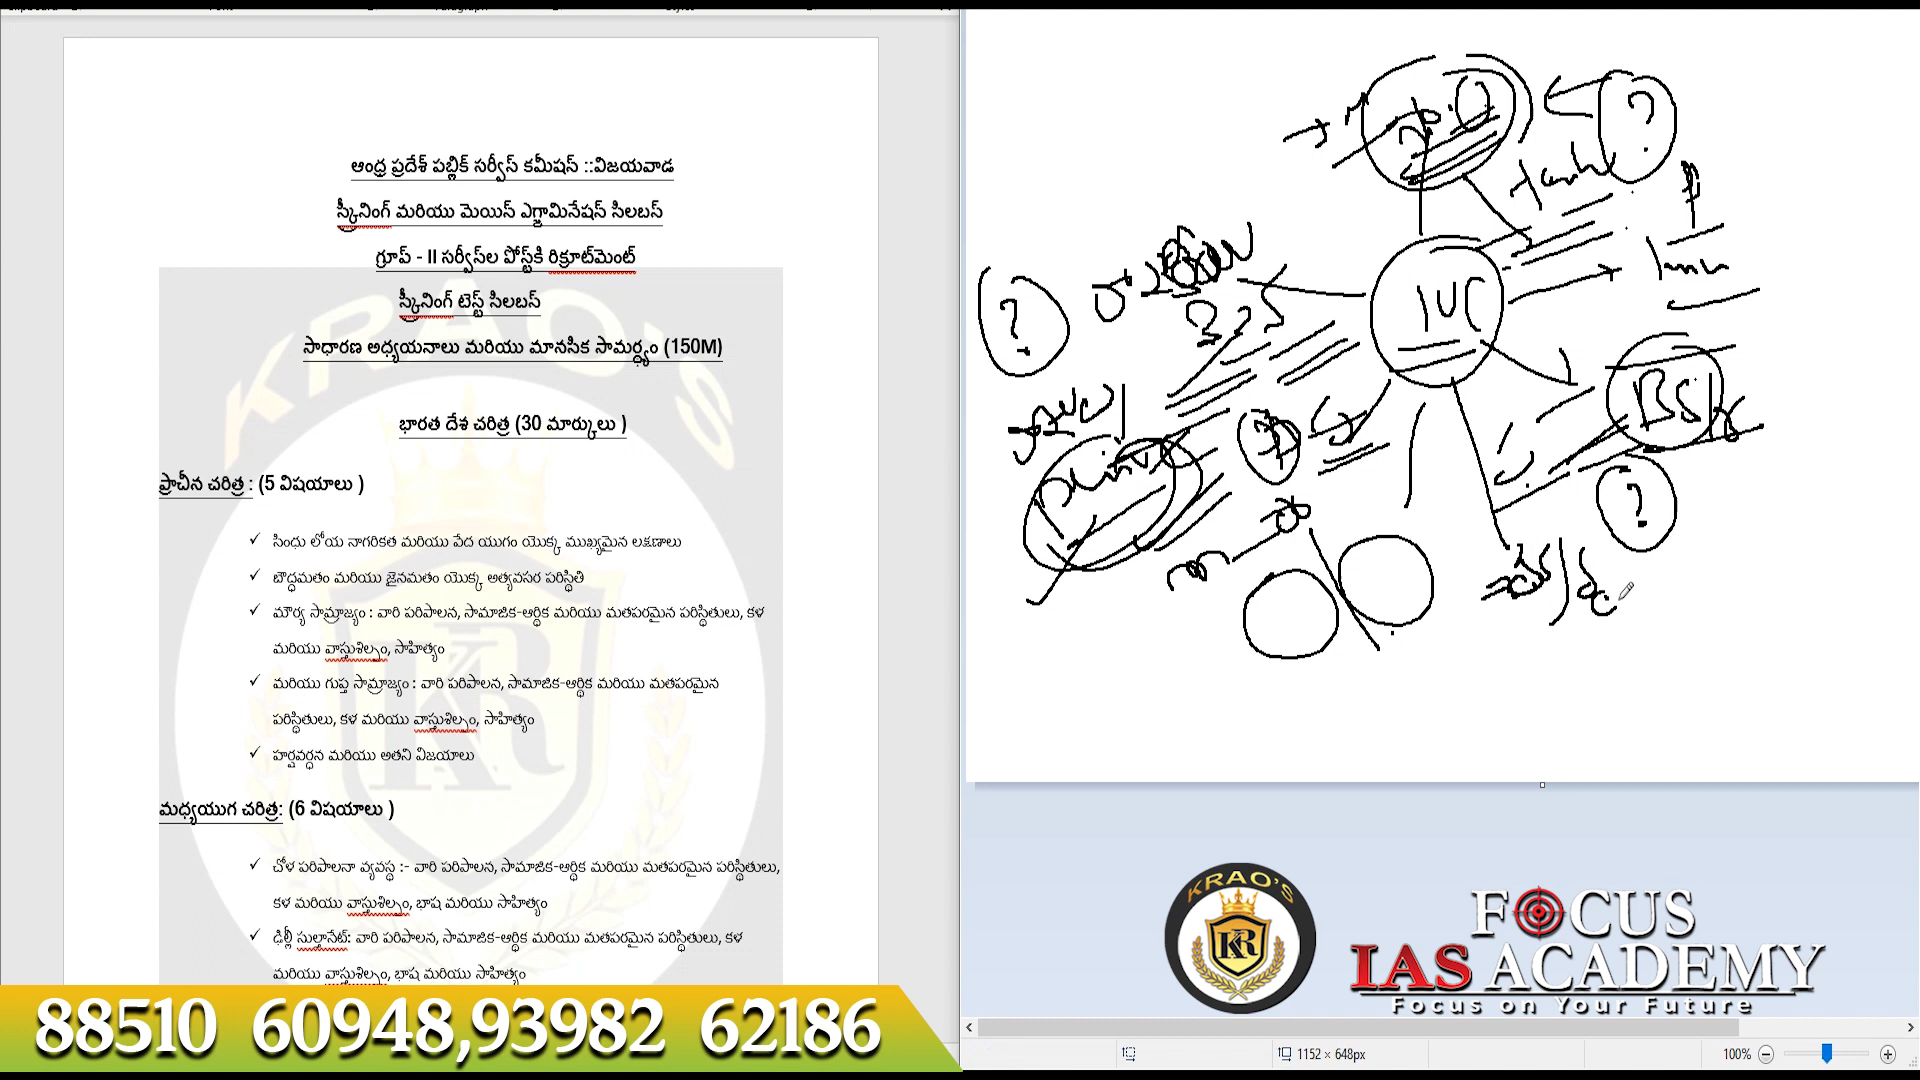 ఆంధ్ర ప్రదేశ్ పబ్లిక్ సర్వీస్ కమీషన్ ::విజయవాడ
స్క్రీనింగ్ మరియు మెయిన్ ఎగ్జామినేషన్ సిలబస్
గ్రూప్ - II సర్వీస్‌ల పోస్ట్‌కి రిక్రూట్‌మెంట్
స్క్రీనింగ్ టెస్ట్ సిలబస్
సాధారణ అధ్యయనాలు మరియు మానసిక సామర్థ్యం (150M)
భారత దేశ చరిత్ర (30 మార్కులు )
ప్రాచీన చరిత్ర : (5 విషయాలు )
✓ సింధు లోయ నాగరికత మరియు వేద యుగం యొక్క ముఖ్యమైన లక్షణాలు
✓ బౌద్ధమతం మరియు జైనమతం యొక్క అత్యవసర పరిస్థితి
✓ మౌర్య సామ్రాజ్యం : వారి పరిపాలన, సామాజిక-ఆర్థిక మరియు మతపరమైన పరిస్థితులు, కళ
మరియు వాస్తుశిల్పం, సాహిత్యం
✓ మరియు గుప్త సామ్రాజ్యం : వారి పరిపాలన, సామాజిక-ఆర్థిక మరియు మతపరమైన
పరిస్థితులు, కళ మరియు వాస్తుశిల్పం, సాహిత్యం
✓ హర్షవర్ధన మరియు అతని విజయాలు
మధ్యయుగ చరిత్ర: (6 విషయాలు )
✓ చోళ పరిపాలనా వ్యవస్థ :- వారి పరిపాలన, సామాజిక-ఆర్థిక మరియు మతపరమైన పరిస్థితులు,
కళ మరియు వాస్తుశిల్పం, భాష మరియు సాహిత్యం
✓ ఢిల్లీ సుల్తానేట్: వారి పరిపాలన, సామాజిక-ఆర్థిక మరియు మతపరమైన పరిస్థితులు, కళ
మరియు వాస్తుశిల్పం, భాష మరియు సాహిత్యం
KRAO'S
KR
88510 60948,93982 62186
?
?
IVC
?
KRAO'S
KR
FOCUS
IAS ACADEMY
Focus on Your Future
1152 × 648px
100%